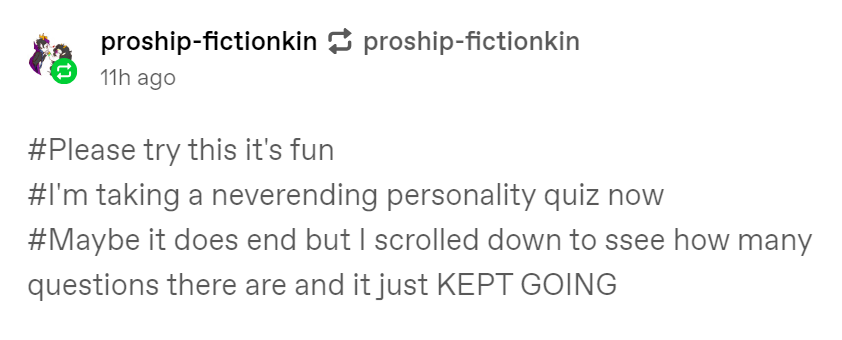 proship-fictionkin proship-fictionkin
11h ago
#Please try this it's fun
#I'm taking a neverending personality quiz now
#Maybe it does end but I scrolled down to ssee how many
questions there are and it just KEPT GOING